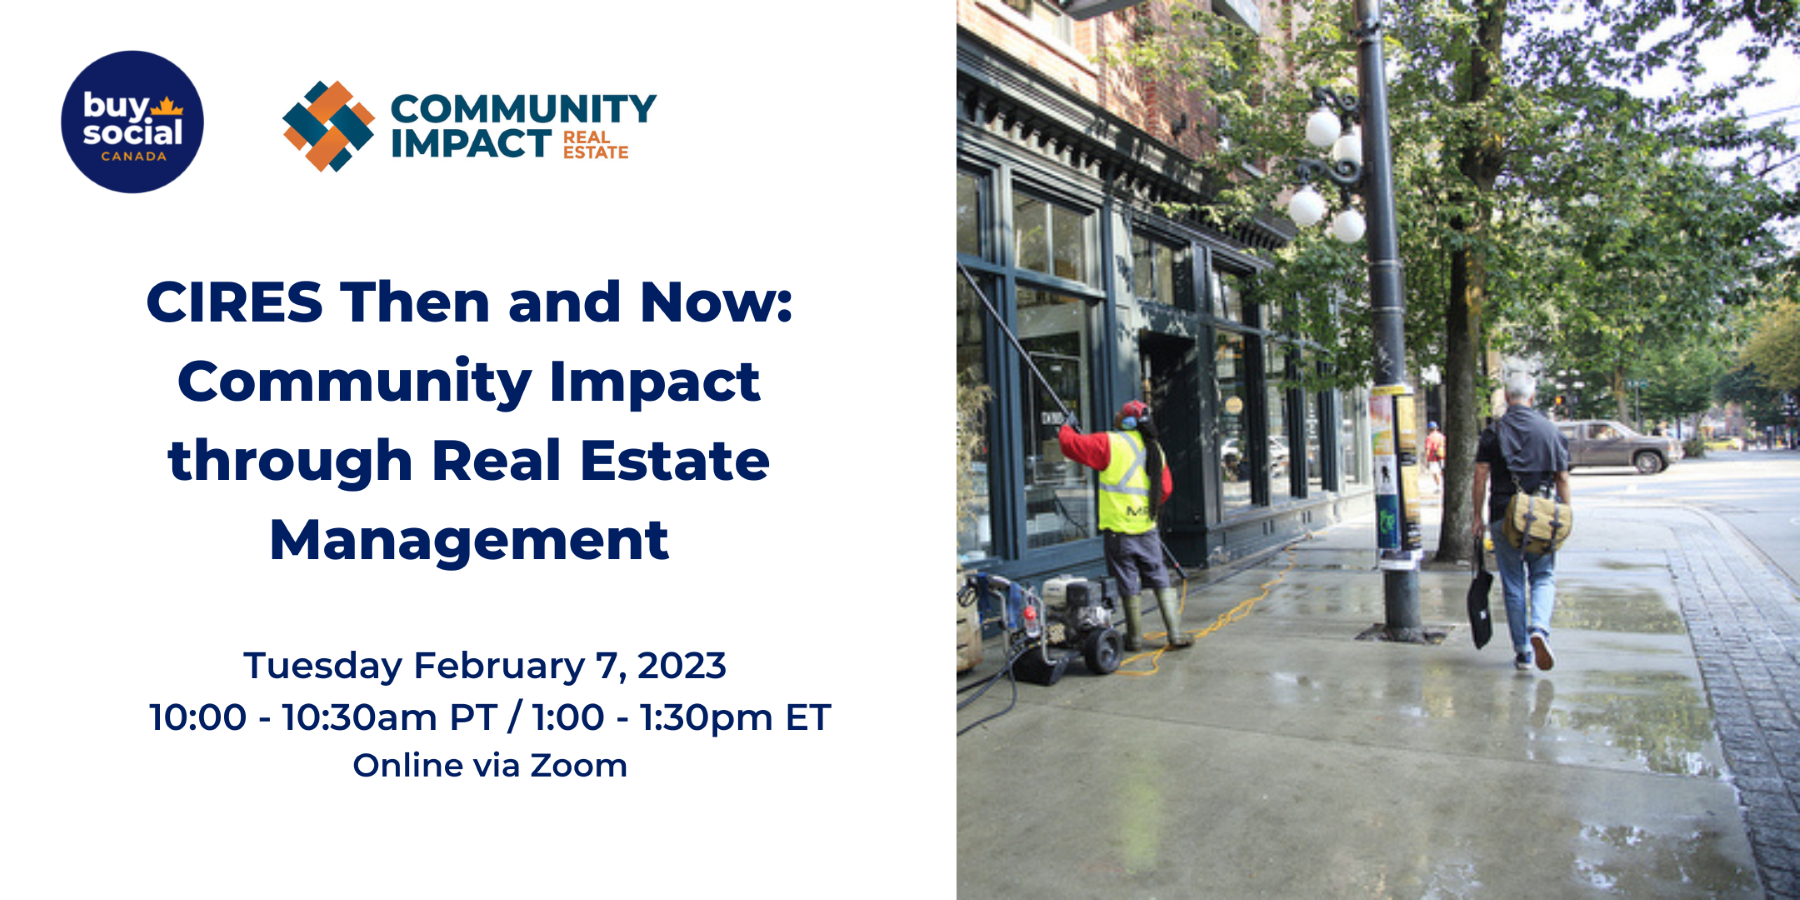 buy
social
CANADA
COMMUNITY
IMPACT REAL
ESTATE
CIRES Then and Now:
Community Impact
through Real Estate
Management
Tuesday February 7, 2023
10:00 - 10:30am PT / 1:00 - 1:30pm ET
Online via Zoom